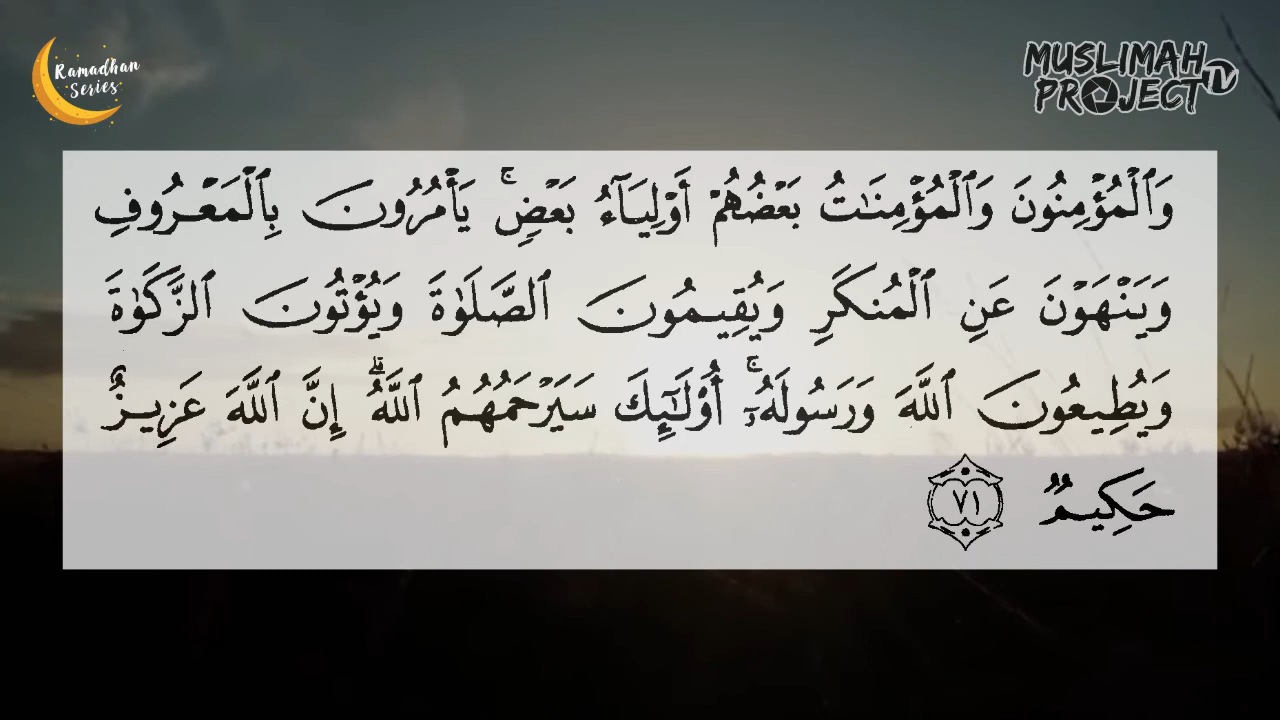 Ramadhan
Series
MUSLIMAH
PROJECT TV
وَٱلْمُؤْمِنُونَ وَٱلْمُؤْمِنَـٰتُ بَعْضُهُمْ أَوْلِيَآءُ بَعْضٍ ۚ يَأْمُرُونَ بِٱلْمَعْرُوفِ
وَيَنْهَوْنَ عَنِ ٱلْمُنكَرِ وَيُقِيمُونَ ٱلصَّلَوٰةَ وَيُؤْتُونَ ٱلزَّكَوٰةَ
وَيُطِيعُونَ ٱللَّهَ وَرَسُولَهُۥٓ ۚ أُو۟لَـٰٓئِكَ سَيَرْحَمُهُمُ ٱللَّهُ ۗ إِنَّ ٱللَّهَ عَزِيزٌ
حَكِيمٌ ٧١